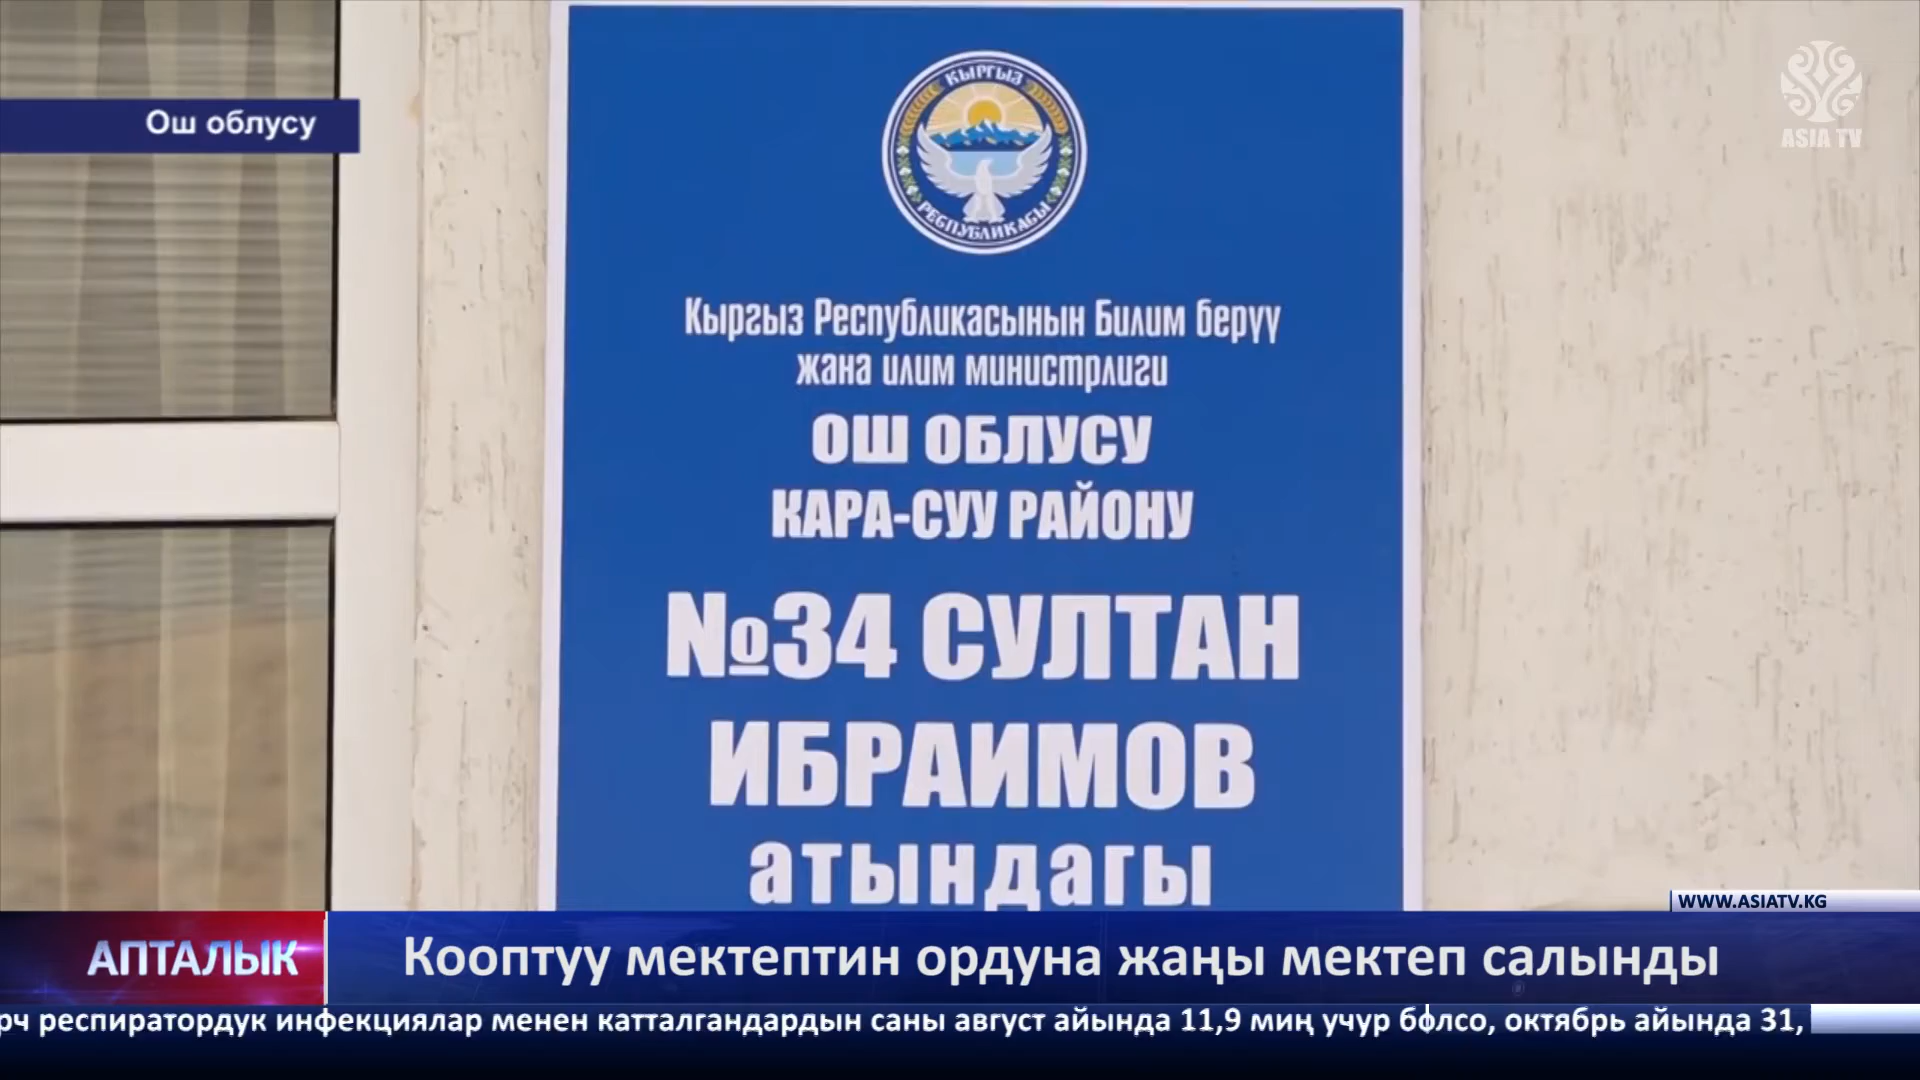 Ош облусу
ASIA TV
КЫРГЫЗ
РЕСПУБЛИКАСЫ
Кыргыз Республикасынын Билим берүү
жана илим министрлиги
ОШ ОБЛУСУ
КАРА-СУУ РАЙОНУ
№34 СУЛТАН
ИБРАИМОВ
атындагы
WWW.ASIATV.KG
АПТАЛЫК
Кооптуу мектептин ордуна жаңы мектеп салынды
рч респиратордук инфекциялар менен катталгандардын саны август айында 11,9 миң учур болсо, октябрь айында 31,